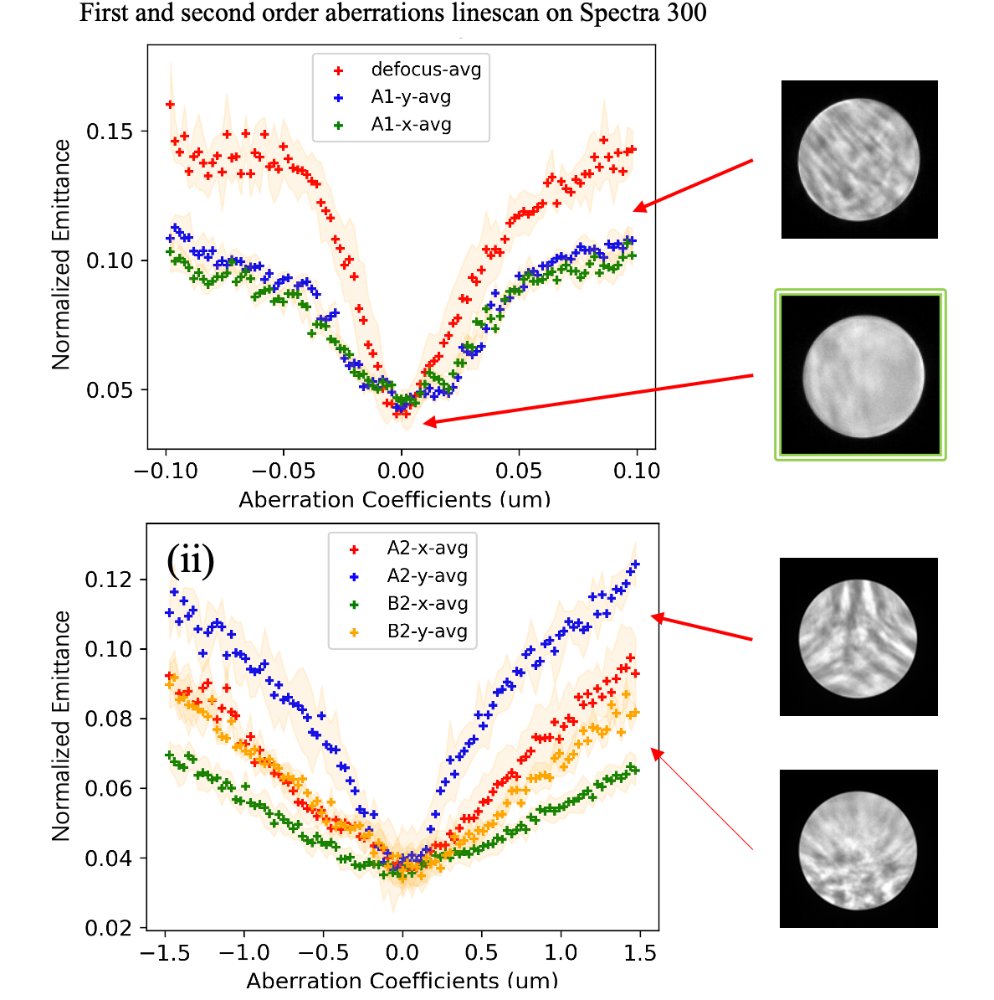 First and second order aberrations linescan on Spectra 300
defocus-avg
A1-y-avg
A1-x-avg
0.15
0.10
0.05
Normalized Emittance
−0.10 −0.05 0.00 0.05 0.10
Aberration Coefficients (um)
(ii)
A2-x-avg
A2-y-avg
B2-x-avg
B2-y-avg
0.12
0.10
0.08
0.06
0.04
0.02
Normalized Emittance
−1.5 −1.0 −0.5 0.0 0.5 1.0 1.5
Aberration Coefficients (um)